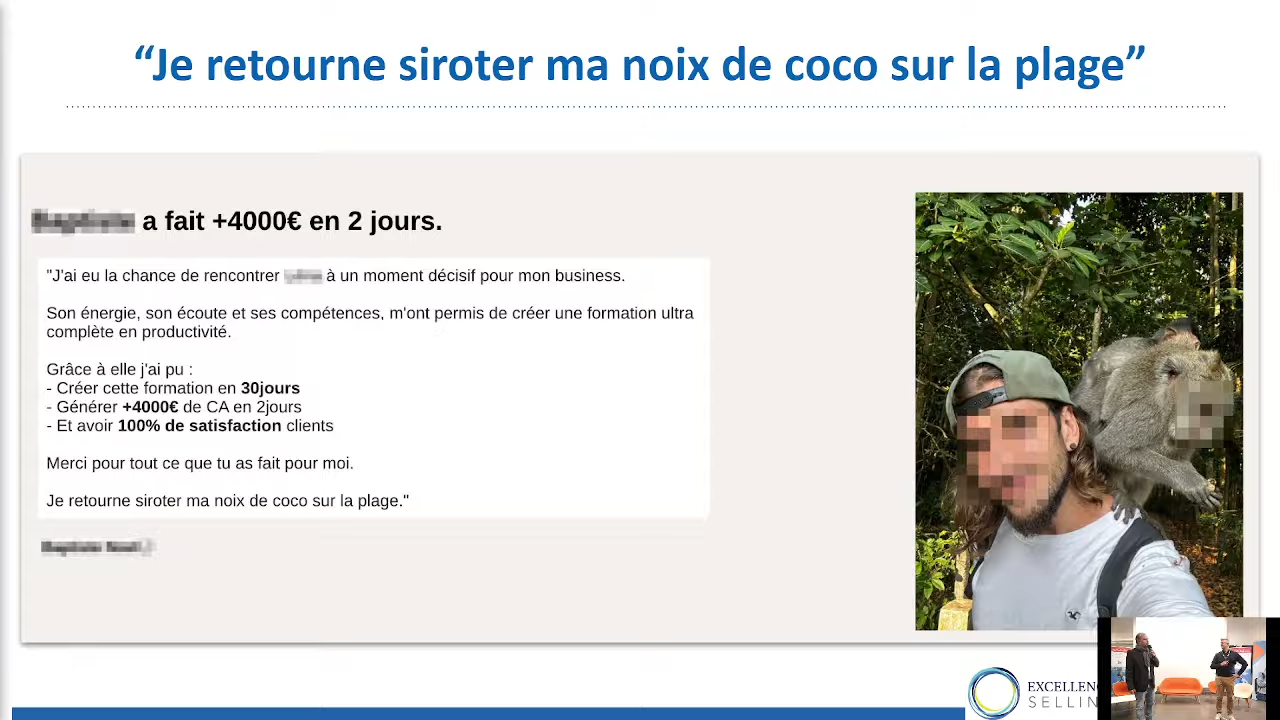 “Je retourne siroter ma noix de coco sur la plage”
a fait +4000€ en 2 jours.
"J'ai eu la chance de rencontrer à un moment décisif pour mon business.
Son énergie, son écoute et ses compétences, m'ont permis de créer une formation ultra
complète en productivité.
Grâce à elle j'ai pu :
- Créer cette formation en 30jours
- Générer +4000€ de CA en 2jours
- Et avoir 100% de satisfaction clients
Merci pour tout ce que tu as fait pour moi.
Je retourne siroter ma noix de coco sur la plage."
EXCELLEN
SELLIN